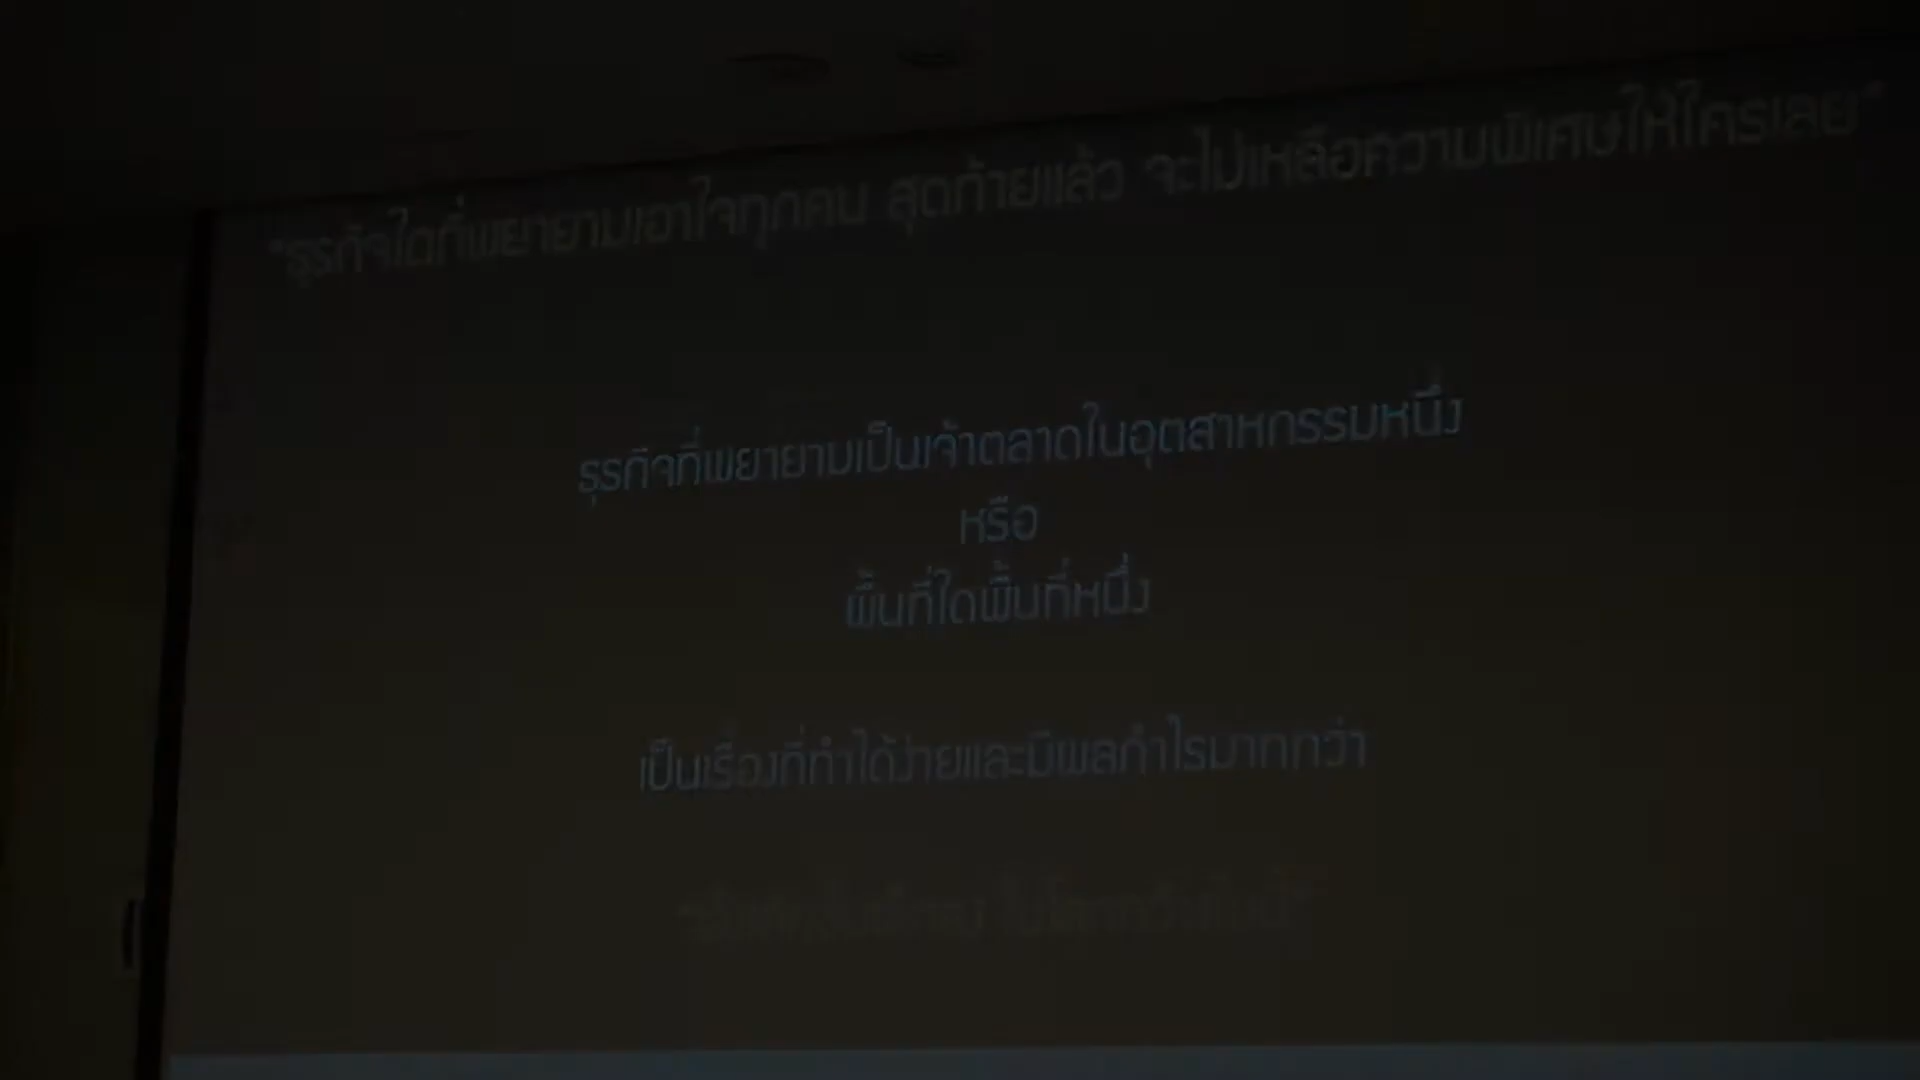 "ธุรกิจใดที่พยายามเอาใจทุกคน สุดท้ายแล้ว จะไม่เหลือความพิเศษให้ใครเลย"
ธุรกิจที่พยายามเป็นเจ้าตลาดในอุตสาหกรรมหนึ่ง
หรือ
พื้นที่ใดพื้นที่หนึ่ง
เป็นเรื่องที่ทำได้ง่ายและมีผลกำไรมากกว่า